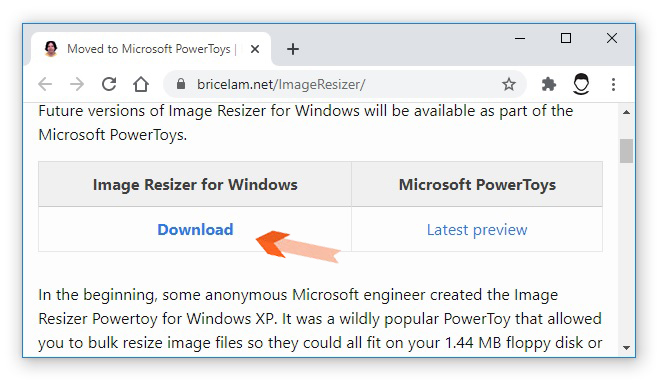 Moved to Microsoft PowerToys |
bricelam.net/ImageResizer/
Future versions of Image Resizer for Windows will be available as part of the
Microsoft PowerToys.
Image Resizer for Windows Microsoft PowerToys
Download Latest preview
In the beginning, some anonymous Microsoft engineer created the Image
Resizer Powertoy for Windows XP. It was a wildly popular PowerToy that allowed
you to bulk resize image files so they could all fit on your 1.44 MB floppy disk or